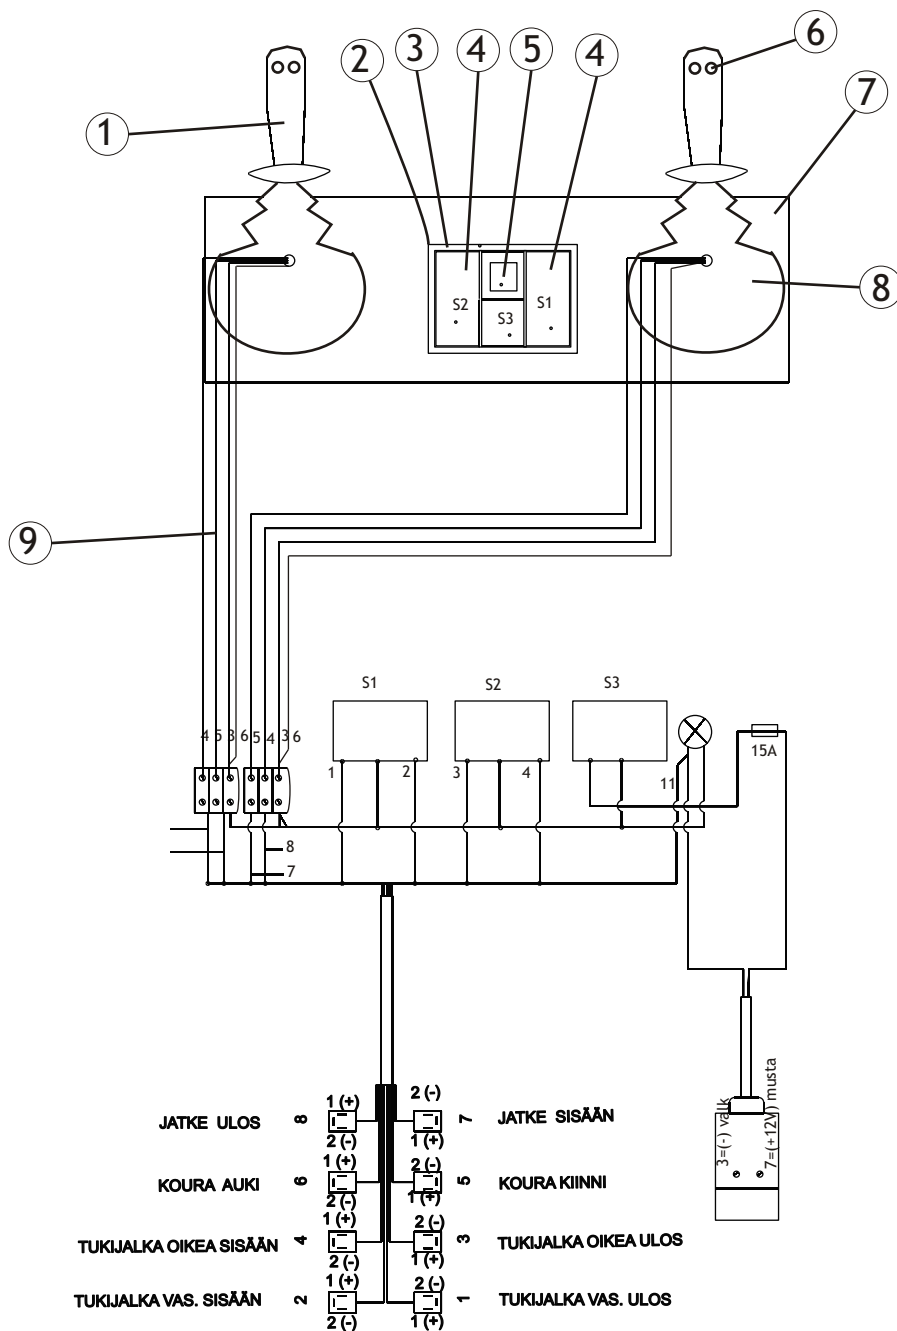 1
2
3
4
5
4
6
7
8
9
S2
S3
S1
S1
S2
S3
4
5
3
6
5
4
3
6
1
2
3
4
11
15A
8
7
3=(-) valk
7=(+12V) musta
JATKE ULOS
8
1 (+)
2 (-)
2 (-)
1 (+)
7
JATKE SISÄÄN
KOURA AUKI
6
1 (+)
2 (-)
2 (-)
1 (+)
5
KOURA KIINNI
TUKIJALKA OIKEA SISÄÄN
4
1 (+)
2 (-)
2 (-)
1 (+)
3
TUKIJALKA OIKEA ULOS
TUKIJALKA VAS. SISÄÄN
2
1 (+)
2 (-)
2 (-)
1 (+)
1
TUKIJALKA VAS. ULOS